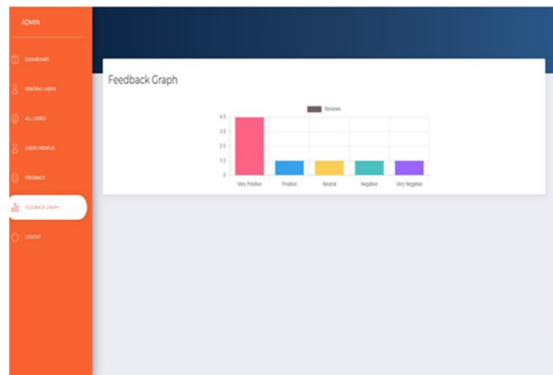 ADMIN
DASHBOARD
PENDING USERS
ALL USERS
USERS PROFILE
FEEDBACK
FEEDBACK GRAPH
LOGOUT
Feedback Graph
Reviews
4.0
3.0
2.0
1.0
0
Very Positive Positive Neutral Negative Very Negative